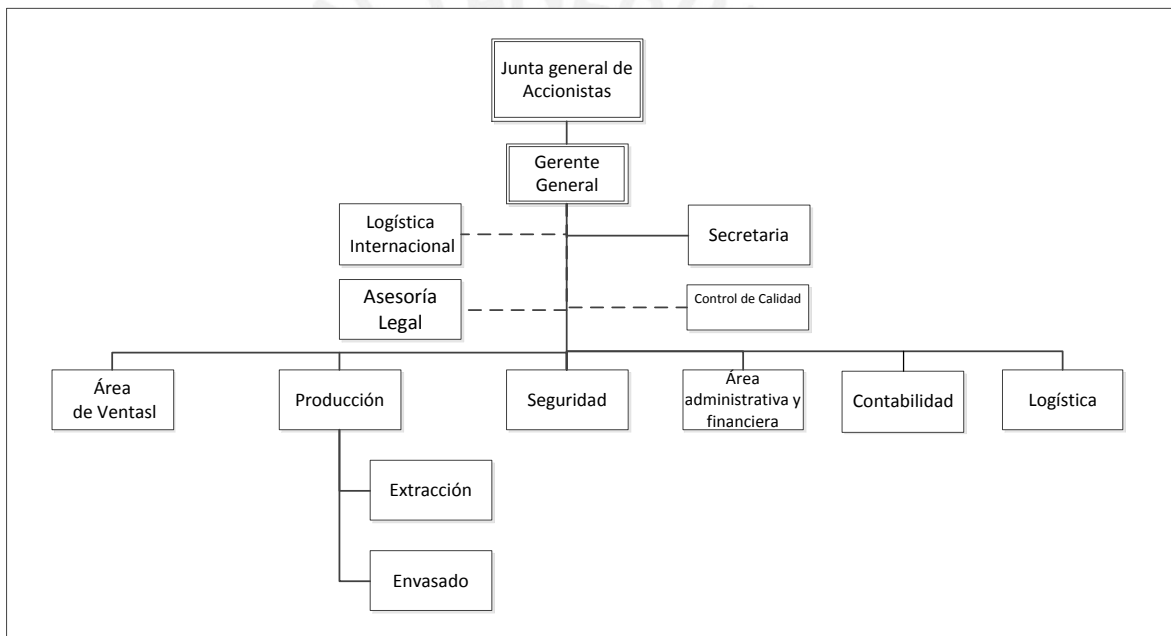 Junta general de
Accionistas
Gerente
General
Logística
Internacional
Secretaria
Asesoría
Legal
Control de Calidad
Área
de Ventasl
Producción
Seguridad
Área
administrativa y
financiera
Contabilidad
Logística
Extracción
Envasado